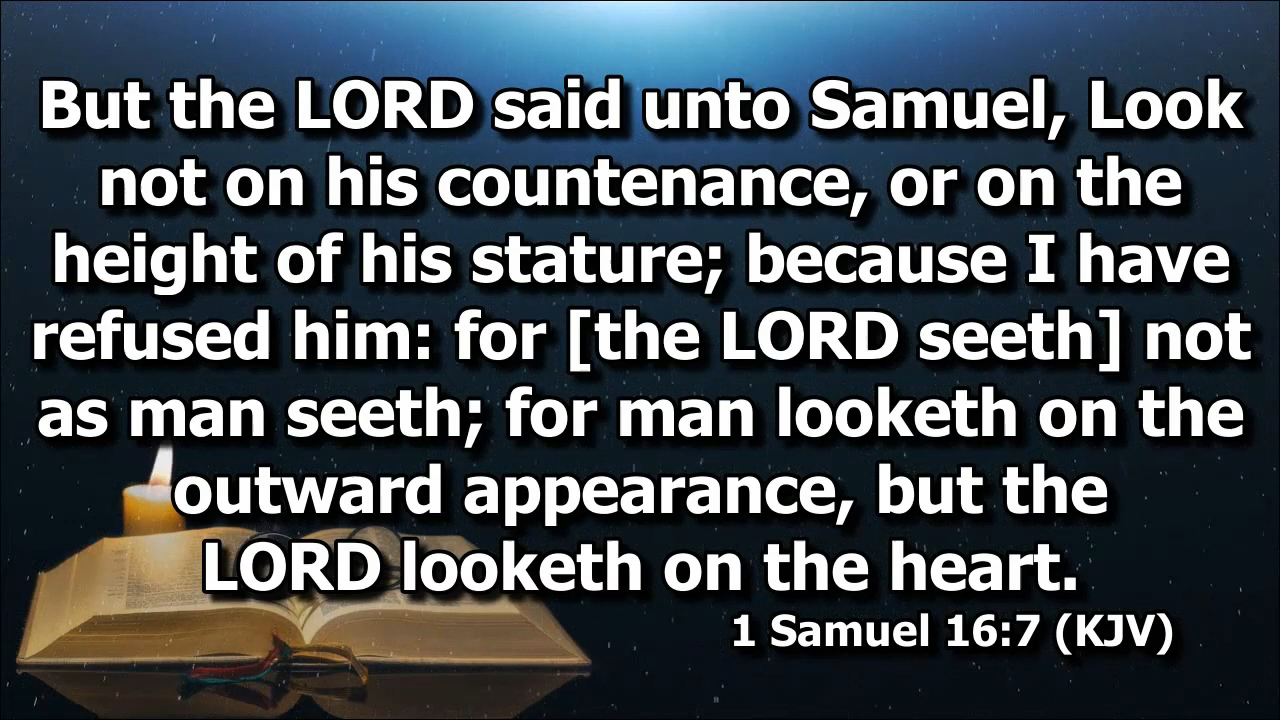 But the LORD said unto Samuel, Look
not on his countenance, or on the
height of his stature; because I have
refused him: for [the LORD seeth] not
as man seeth; for man looketh on the
outward appearance, but the
LORD looketh on the heart.
1 Samuel 16:7 (KJV)